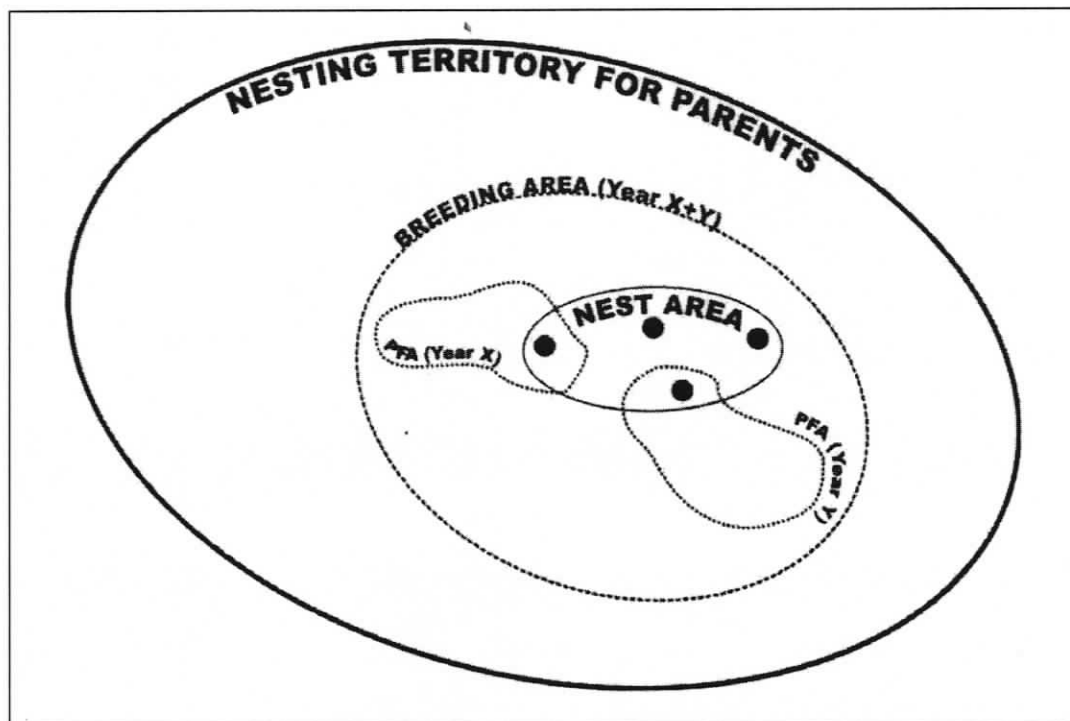 NESTING TERRITORY FOR PARENTS
BREEDING AREA (Year X+Y)
NEST AREA
PFA (Year X)
PFA (Year Y)